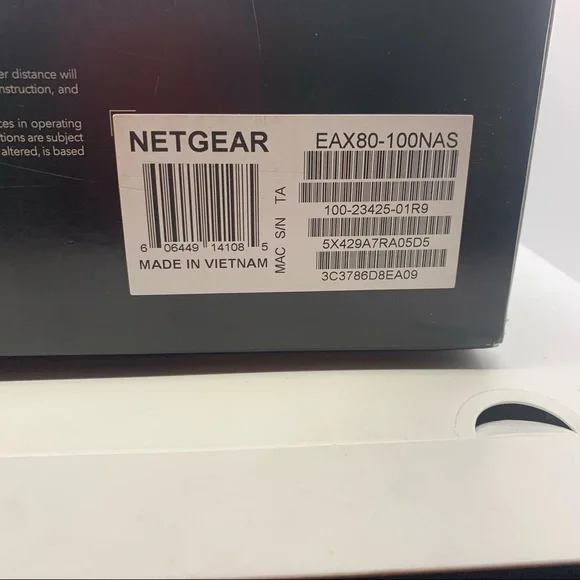 er distance will
nstruction, and
ces in operating
tions are subject
altered, is based
NETGEAR
6 06449 14108 5
MADE IN VIETNAM
MAC S/N TA
EAX80-100NAS
100-23425-01R9
5X429A7RA05D5
3C3786D8EA09